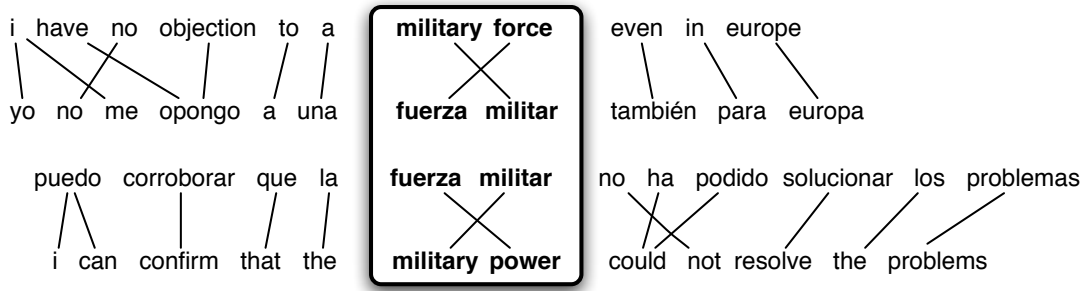 i have no objection to a military force even in europe
yo no me opongo a una fuerza militar también para europa
puedo corroborar que la fuerza militar no ha podido solucionar los problemas
i can confirm that the military power could not resolve the problems